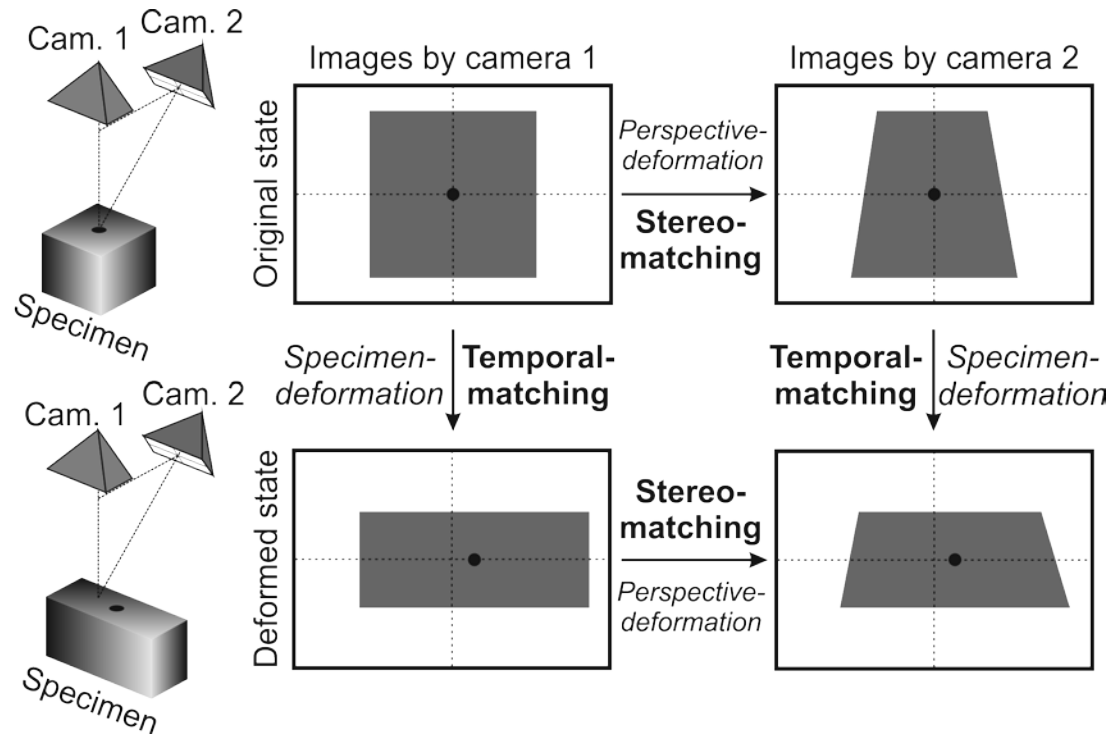 Cam. 1
Cam. 2
Specimen
Images by camera 1
Images by camera 2
Original state
Perspective-
deformation
Stereo-
matching
Specimen-
deformation
Temporal-
matching
Temporal-
matching
Specimen-
deformation
Cam. 1
Cam. 2
Specimen
Deformed state
Stereo-
matching
Perspective-
deformation